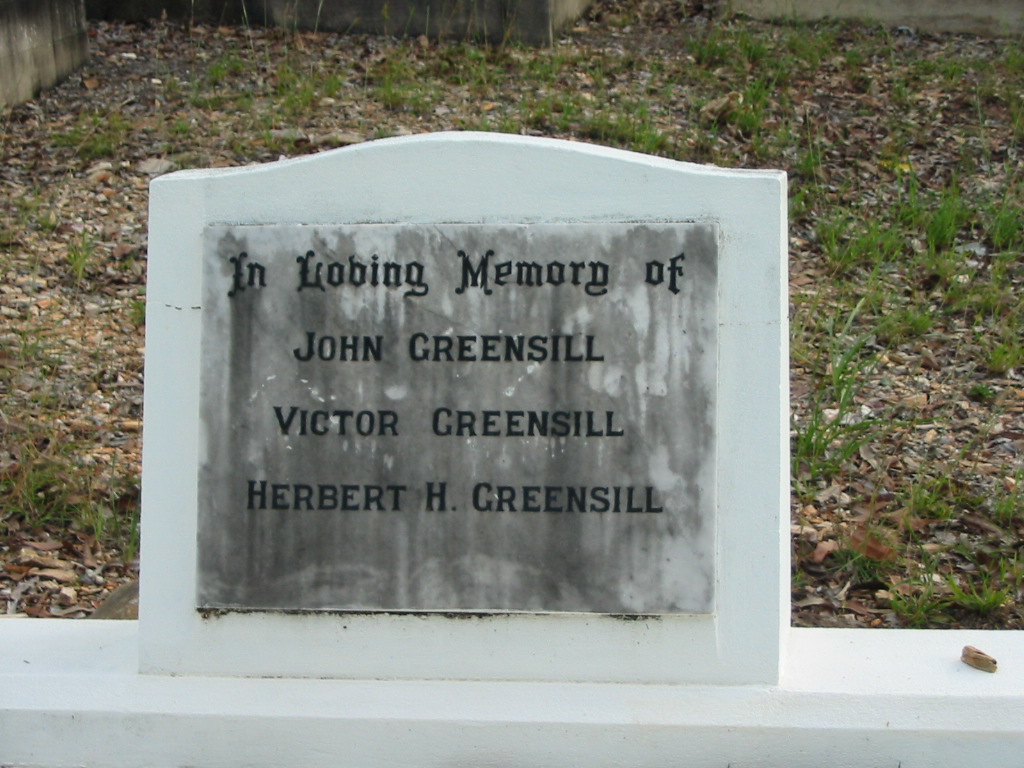 In Loving Memory of
JOHN GREENSILL
VICTOR GREENSILL
HERBERT H. GREENSILL